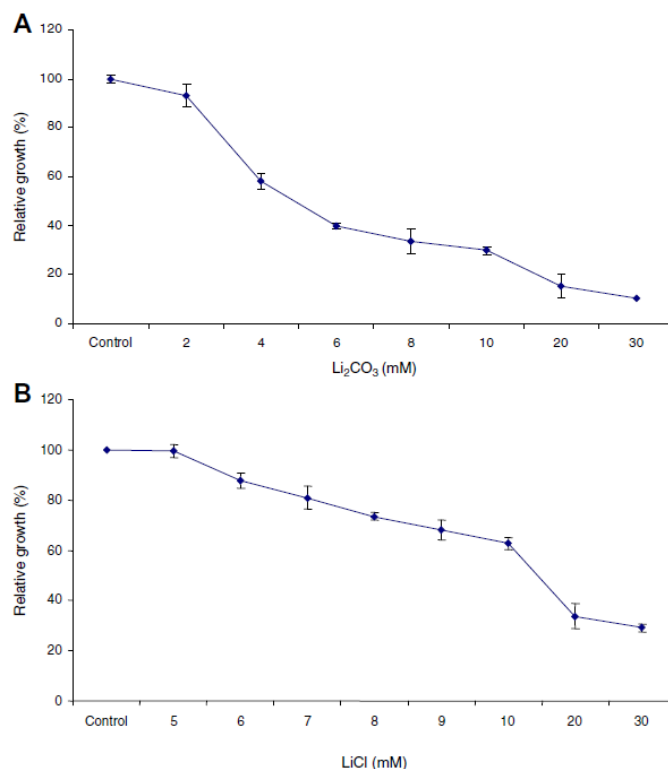 A
120
100
80
60
40
20
0
Relative growth (%)
Control 2 4 6 8 10 20 30
Li₂CO₃ (mM)
B
120
100
80
60
40
20
0
Relative growth (%)
Control 5 6 7 8 9 10 20 30
LiCl (mM)